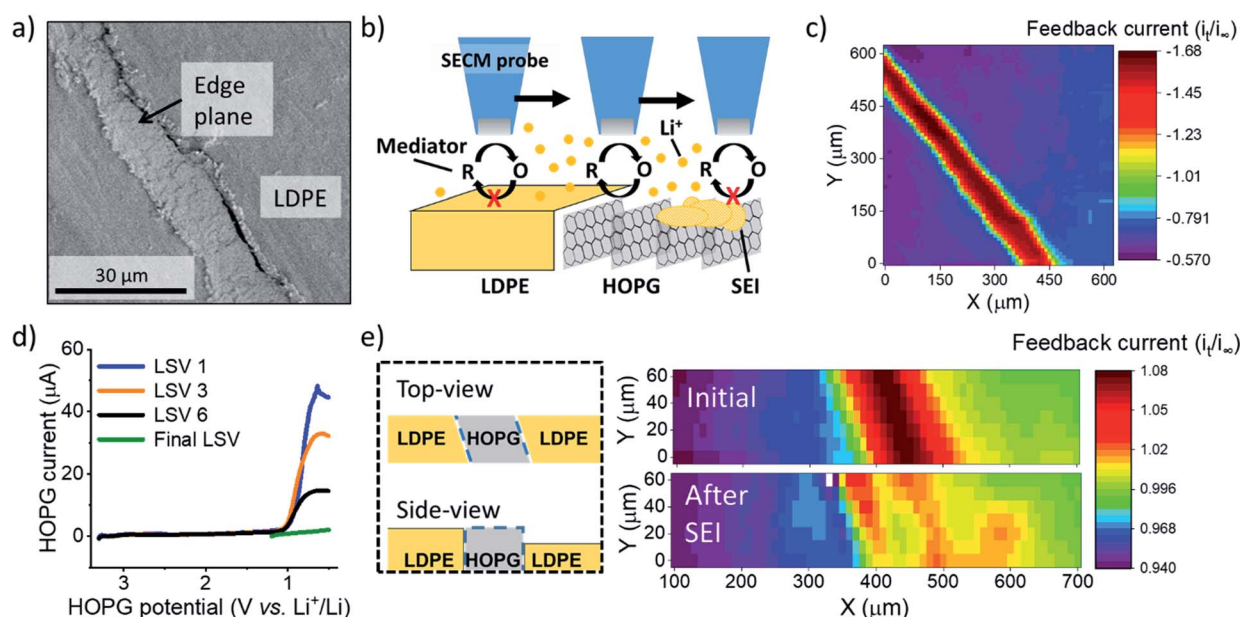 a)
Edge
plane
LDPE
30 µm
b)
SECM probe
Mediator
Li⁺
R O R O R O
X X
LDPE HOPG SEI
c)
Feedback current (iₜ/i∞)
600
450
300
150
0
Y (µm)
0 150 300 450 600
X (µm)
-1.68
-1.45
-1.23
-1.01
-0.791
-0.570
d)
60
40
20
0
HOPG current (µA)
LSV 1
LSV 3
LSV 6
Final LSV
3 2 1
HOPG potential (V vs. Li⁺/Li)
e)
Top-view
LDPE HOPG LDPE
Side-view
LDPE HOPG LDPE
Feedback current (iₜ/i∞)
Initial
After
SEI
Y (µm)
60
40
20
0
Y (µm)
60
40
20
0
100 200 300 400 500 600 700
X (µm)
1.08
1.05
1.02
0.996
0.968
0.940